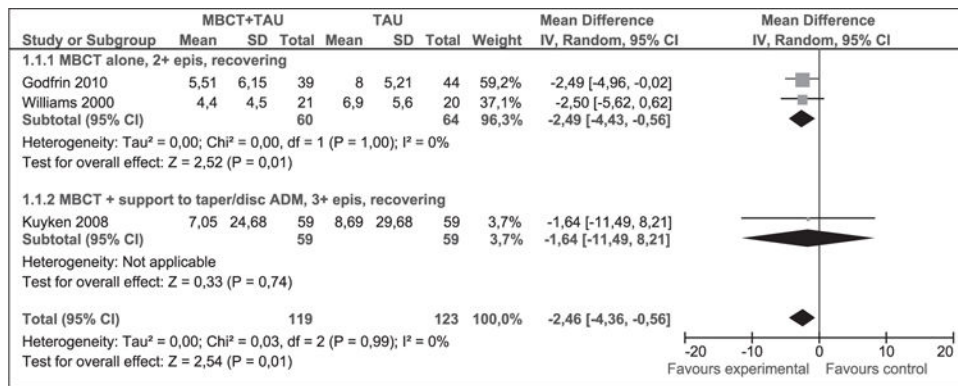 MBCT+TAU TAU Mean Difference Mean Difference
Study or Subgroup Mean SD Total Mean SD Total Weight IV, Random, 95% CI IV, Random, 95% CI
1.1.1 MBCT alone, 2+ epis, recovering
Godfrin 2010 5,51 6,15 39 8 5,21 44 59,2% -2,49 [-4,96, -0,02]
Williams 2000 4,4 4,5 21 6,9 5,6 20 37,1% -2,50 [-5,62, 0,62]
Subtotal (95% CI) 60 64 96,3% -2,49 [-4,43, -0,56]
Heterogeneity: Tau² = 0,00; Chi² = 0,00, df = 1 (P = 1,00); I² = 0%
Test for overall effect: Z = 2,52 (P = 0,01)
1.1.2 MBCT + support to taper/disc ADM, 3+ epis, recovering
Kuyken 2008 7,05 24,68 59 8,69 29,68 59 3,7% -1,64 [-11,49, 8,21]
Subtotal (95% CI) 59 59 3,7% -1,64 [-11,49, 8,21]
Heterogeneity: Not applicable
Test for overall effect: Z = 0,33 (P = 0,74)
Total (95% CI) 119 123 100,0% -2,46 [-4,36, -0,56]
Heterogeneity: Tau² = 0,00; Chi² = 0,03, df = 2 (P = 0,99); I² = 0%
Test for overall effect: Z = 2,54 (P = 0,01)
-20 -10 0 10 20
Favours experimental Favours control